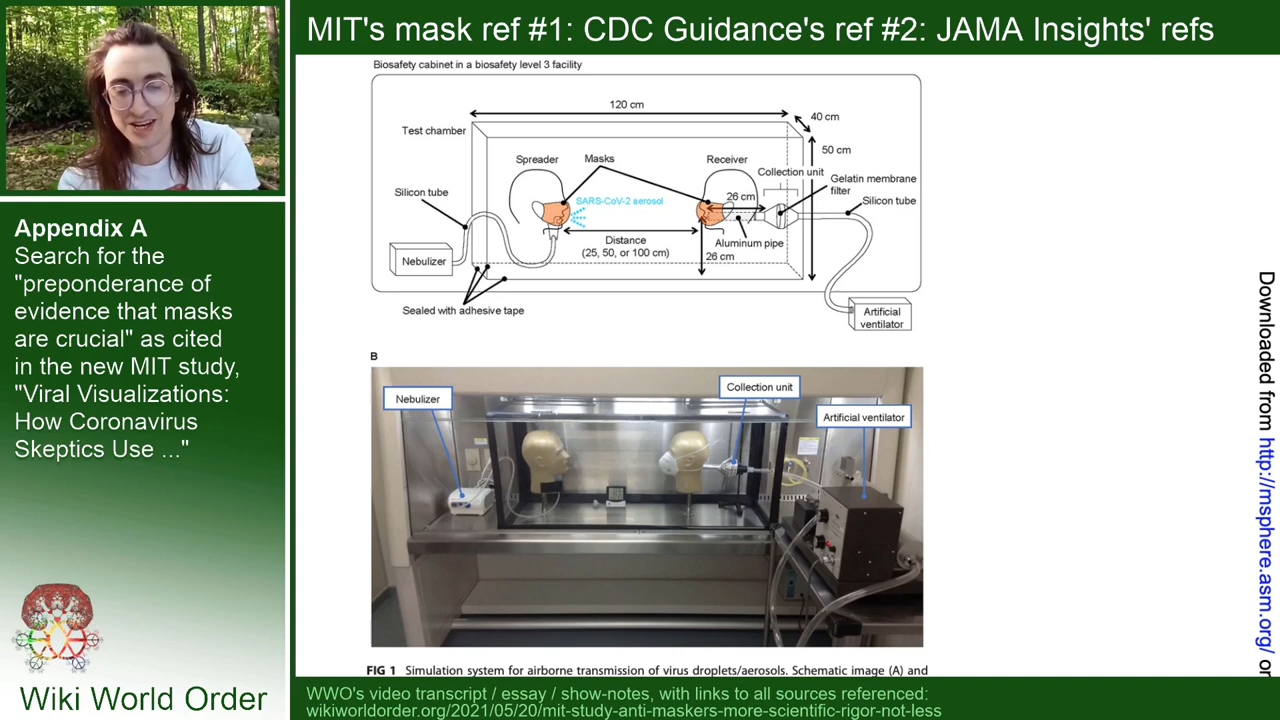 MIT's mask ref #1: CDC Guidance's ref #2: JAMA Insights' refs
Appendix A
Search for the
"preponderance of
evidence that masks
are crucial" as cited
in the new MIT study,
"Viral Visualizations:
How Coronavirus
Skeptics Use ..."
Wiki World Order
Biosafety cabinet in a biosafety level 3 facility
120 cm
40 cm
Test chamber
50 cm
Spreader
Masks
Receiver
Collection unit
Gelatin membrane
filter
Silicon tube
26 cm
Silicon tube
SARS-CoV-2 aerosol
Distance
(25, 50, or 100 cm)
Aluminum pipe
26 cm
Nebulizer
Sealed with adhesive tape
Artificial
ventilator
B
Nebulizer
Collection unit
Artificial ventilator
FIG 1 Simulation system for airborne transmission of virus droplets/aerosols. Schematic image (A) and
Downloaded from http://msphere.asm.org/ or
WWO's video transcript / essay / show-notes, with links to all sources referenced:
wikiworldorder.org/2021/05/20/mit-study-anti-maskers-more-scientific-rigor-not-less